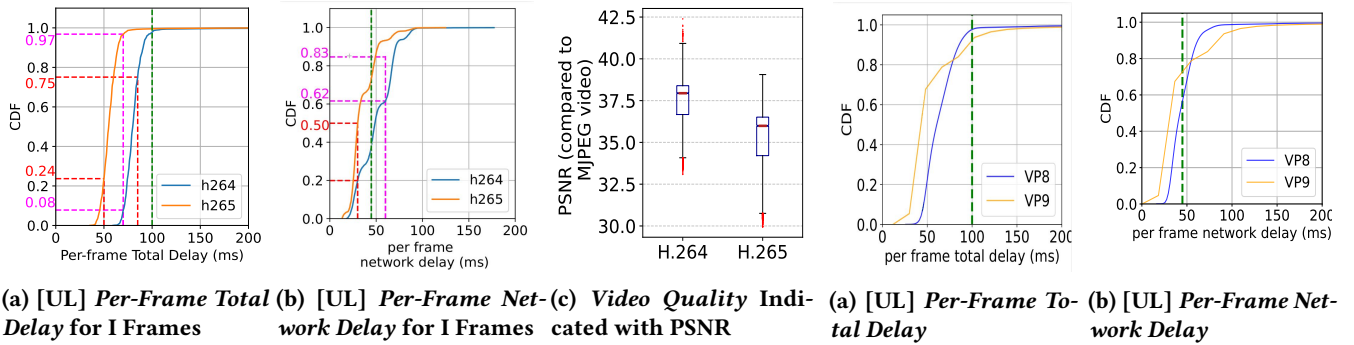 1.0
0.97
0.8
0.75
0.6
0.4
0.24
0.2
0.08
0.0
CDF
h264
h265
0 50 100 150 200
Per-frame Total Delay (ms)
1.0
0.83
0.8
0.62
0.6
0.50
0.4
0.2
0.0
CDF
h264
h265
0 50 100 150 200
per frame
network delay (ms)
42.5
40.0
37.5
35.0
32.5
30.0
PSNR (compared to
MJPEG video)
H.264 H.265
1.0
0.8
0.6
0.4
0.2
0.0
CDF
VP8
VP9
0 50 100 150 200
per frame total delay (ms)
1.0
0.8
0.6
0.4
0.2
0.0
CDF
VP8
VP9
0 50 100 150 200
per frame network delay (ms)
(a) [UL] Per-Frame Total
Delay for I Frames
(b) [UL] Per-Frame Net-
work Delay for I Frames
(c) Video Quality Indi-
cated with PSNR
(a) [UL] Per-Frame To-
tal Delay
(b) [UL] Per-Frame Net-
work Delay